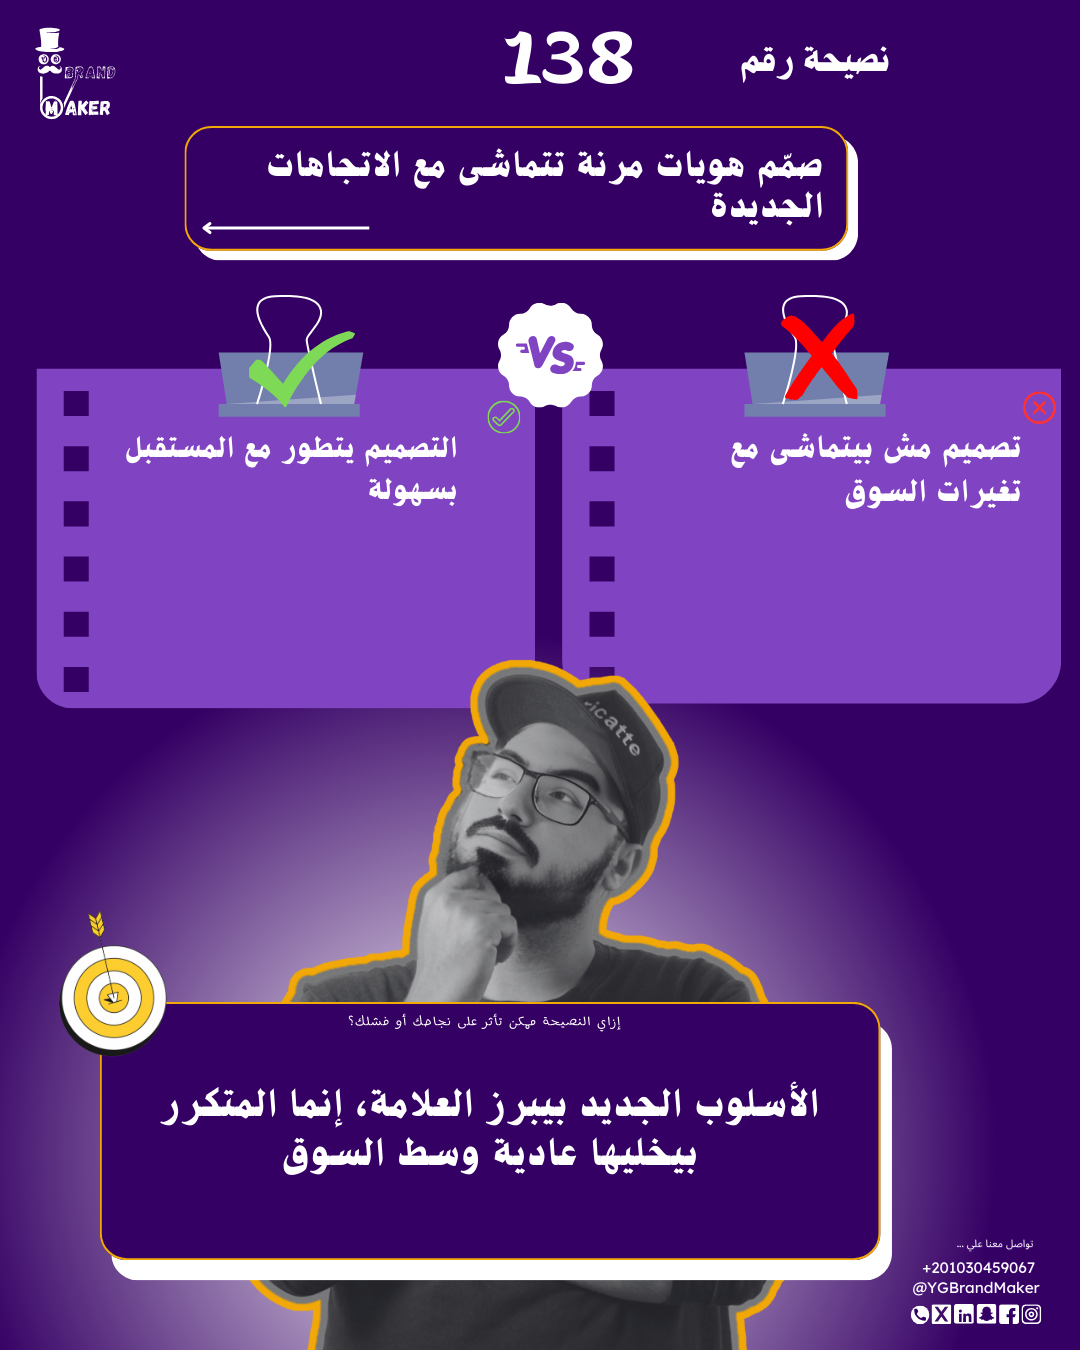 BRAND
MAKER
نصيحة رقم 138
صمّم هويات مرنة تتماشى مع الاتجاهات
الجديدة
VS
تصميم مش بيتماشى مع
تغيرات السوق
التصميم يتطور مع المستقبل
بسهولة
icatte
إزاي النصيحة ممكن تأثر على نجاحك أو فشلك؟
الأسلوب الجديد بيبرز العلامة، إنما المتكرر
بيخليها عادية وسط السوق
تواصل معنا علي ...
+201030459067
@YGBrandMaker